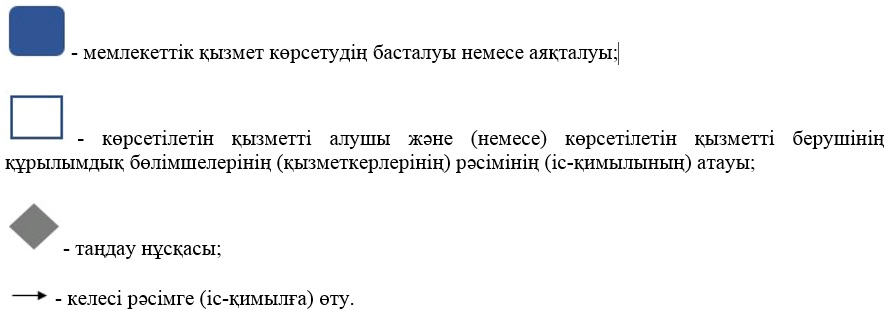 - мемлекеттік қызмет көрсетудің басталуы немесе аяқталуы;
- көрсетілетін қызметті алушы және (немесе) көрсетілетін қызметті берушінің
құрылымдық бөлімшелерінің (қызметкерлерінің) рәсімінің (іс-қимылының) атауы;
- таңдау нұсқасы;
- келесі рәсімге (іс-қимылға) өту.